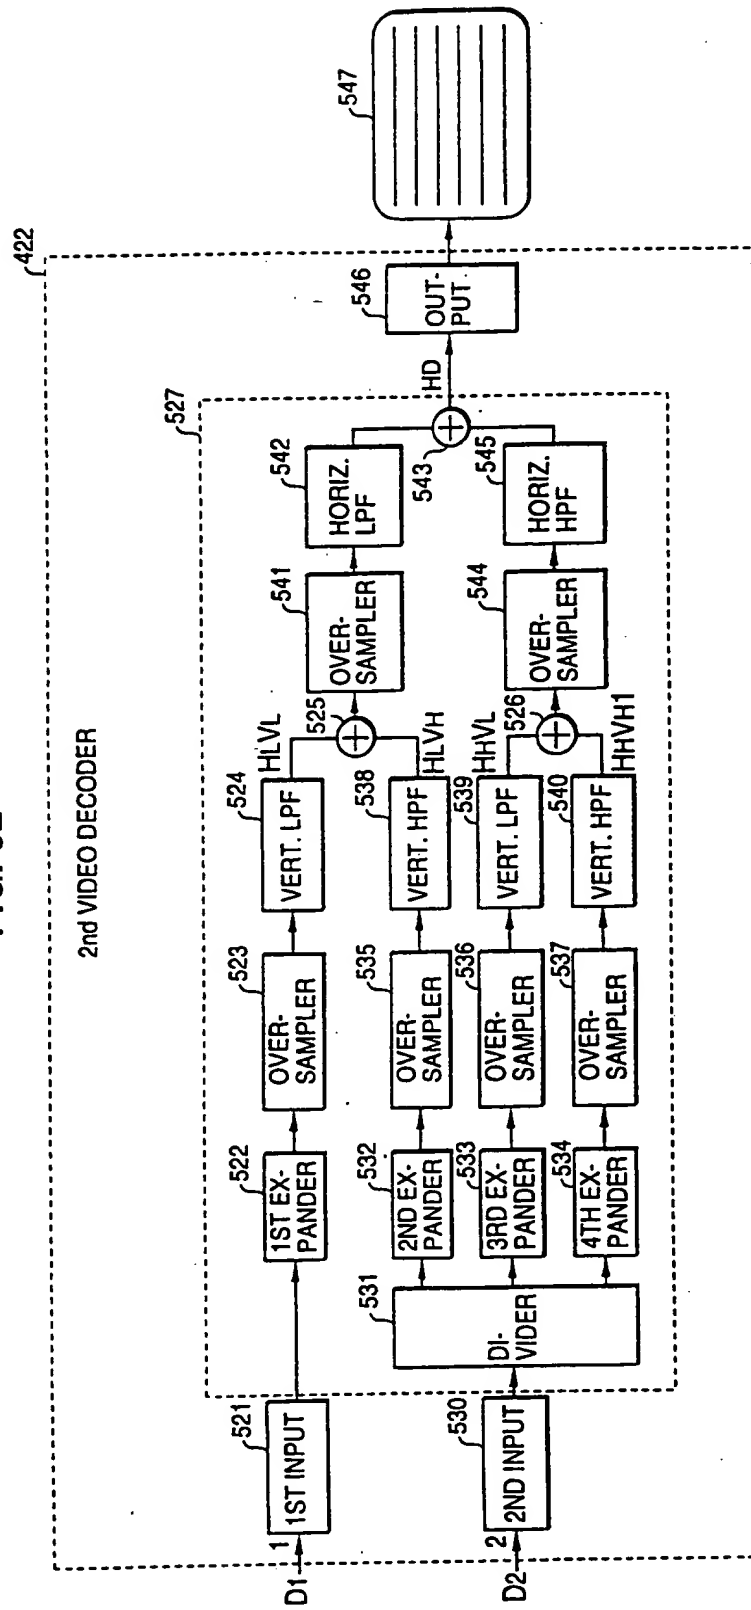 2nd VIDEO DECODER
422
527
D1
1
521
1ST INPUT
522
1ST EX-
PANDER
523
OVER-
SAMPLER
524
VERT. LPF
HLVL
525
541
OVER-
SAMPLER
542
HORIZ.
LPF
D2
2
530
2ND INPUT
531
DI-
VIDER
532
2ND EX-
PANDER
535
OVER-
SAMPLER
538
VERT. HPF
HLVH
533
3RD EX-
PANDER
536
OVER-
SAMPLER
539
VERT. LPF
HHVL
526
544
OVER-
SAMPLER
545
HORIZ.
HPF
534
4TH EX-
PANDER
537
OVER-
SAMPLER
540
VERT. HPF
HHVH1
543
HD
546
OUT-
PUT
547